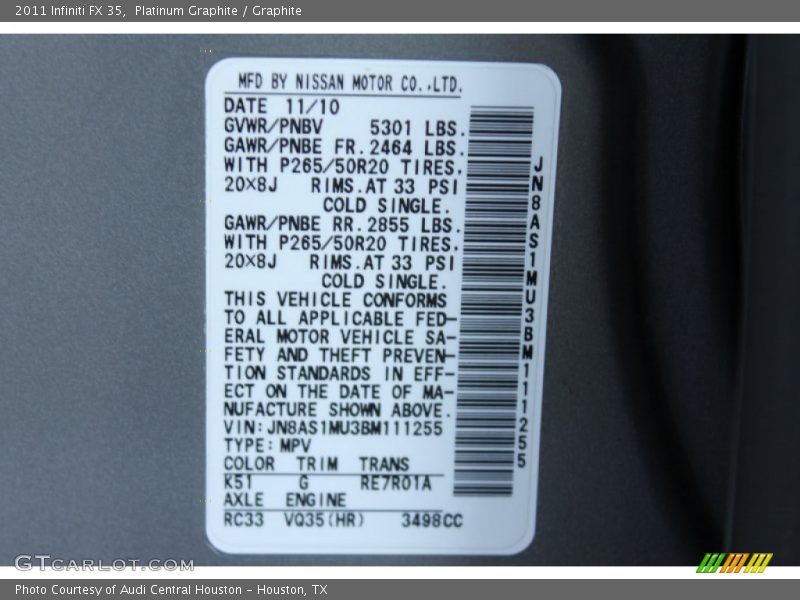 2011 Infiniti FX 35,  Platinum Graphite / Graphite
MFD BY NISSAN MOTOR CO.,LTD.
DATE 11/10
GVWR/PNBV 5301 LBS.
GAWR/PNBE FR. 2464 LBS.
WITH P265/50R20 TIRES.
20×8J RIMS.AT 33 PSI
COLD SINGLE.
GAWR/PNBE RR. 2855 LBS.
WITH P265/50R20 TIRES.
20×8J RIMS.AT 33 PSI
COLD SINGLE.
THIS VEHICLE CONFORMS
TO ALL APPLICABLE FED-
ERAL MOTOR VEHICLE SA-
FETY AND THEFT PREVEN-
TION STANDARDS IN EFF-
ECT ON THE DATE OF MA-
NUFACTURE SHOWN ABOVE.
VIN:JN8AS1MU3BM111255
TYPE:MPV
COLOR TRIM TRANS
K51 G RE7R01A
AXLE ENGINE
RC33 VQ35(HR) 3498CC
JN8AS1MU3BM111255
GTcarlot.com
Photo Courtesy of Audi Central Houston - Houston, TX